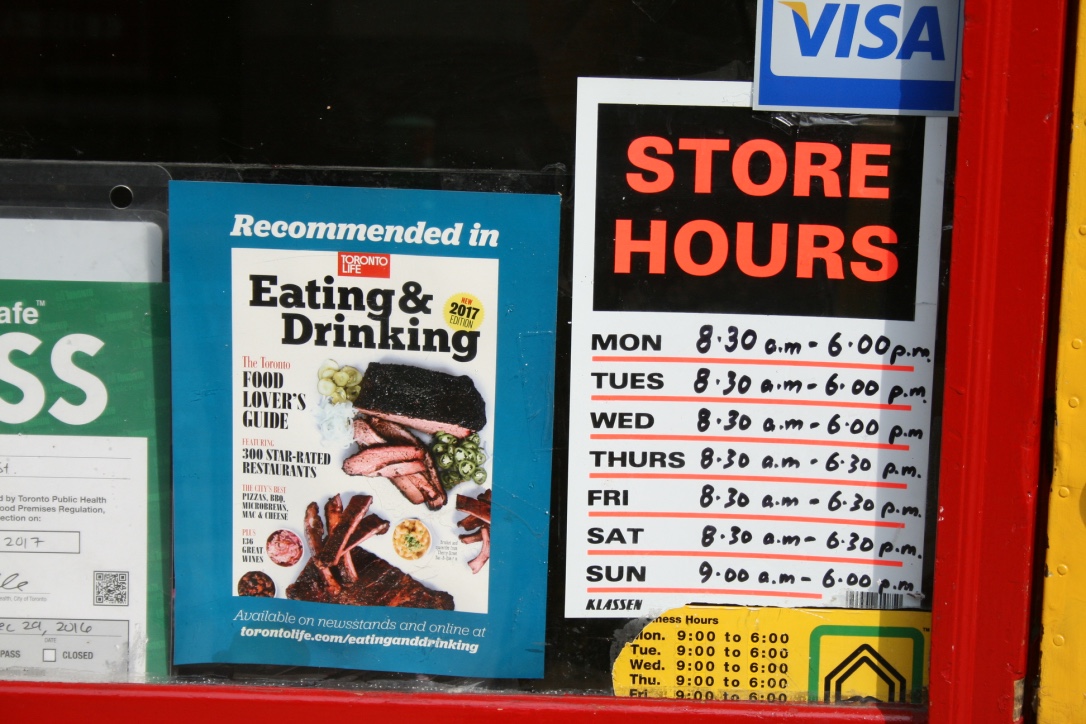 VISA
STORE
HOURS
MON 8·30 a.m - 6·00 p.m.
TUES 8·30 a.m - 6·00 p.m.
WED 8·30 a.m - 6·00 p.m
THURS 8·30 a.m - 6·30 p.m.
FRI 8·30 a.m - 6·30 p.m.
SAT 8·30 a.m - 6·30 p.m.
SUN 9·00 a.m - 6·00 p.m.
KLASSEN
ness Hours
on. 9:00 to 6:00
Tue. 9:00 to 6:00
Wed. 9:00 to 6:00
Thu. 9:00 to 6:00
Fri 9:00 to 6:00
Recommended in
TORONTO
LIFE
Eating &
Drinking
NEW
2017
EDITION
The Toronto
FOOD
LOVER'S
GUIDE
FEATURING
300 STAR-RATED
RESTAURANTS
THE CITY'S BEST
PIZZAS, BBQ,
MICROBREWS,
MAC & CHEESE
PLUS
136
GREAT
WINES
Available on newsstands and online at
torontolife.com/eatinganddrinking
afe™
SS
st.
d by Toronto Public Health
ood Premises Regulation,
ection on:
2017
ealth, City of Toronto
ec 29, 2016
DATE
PASS CLOSED